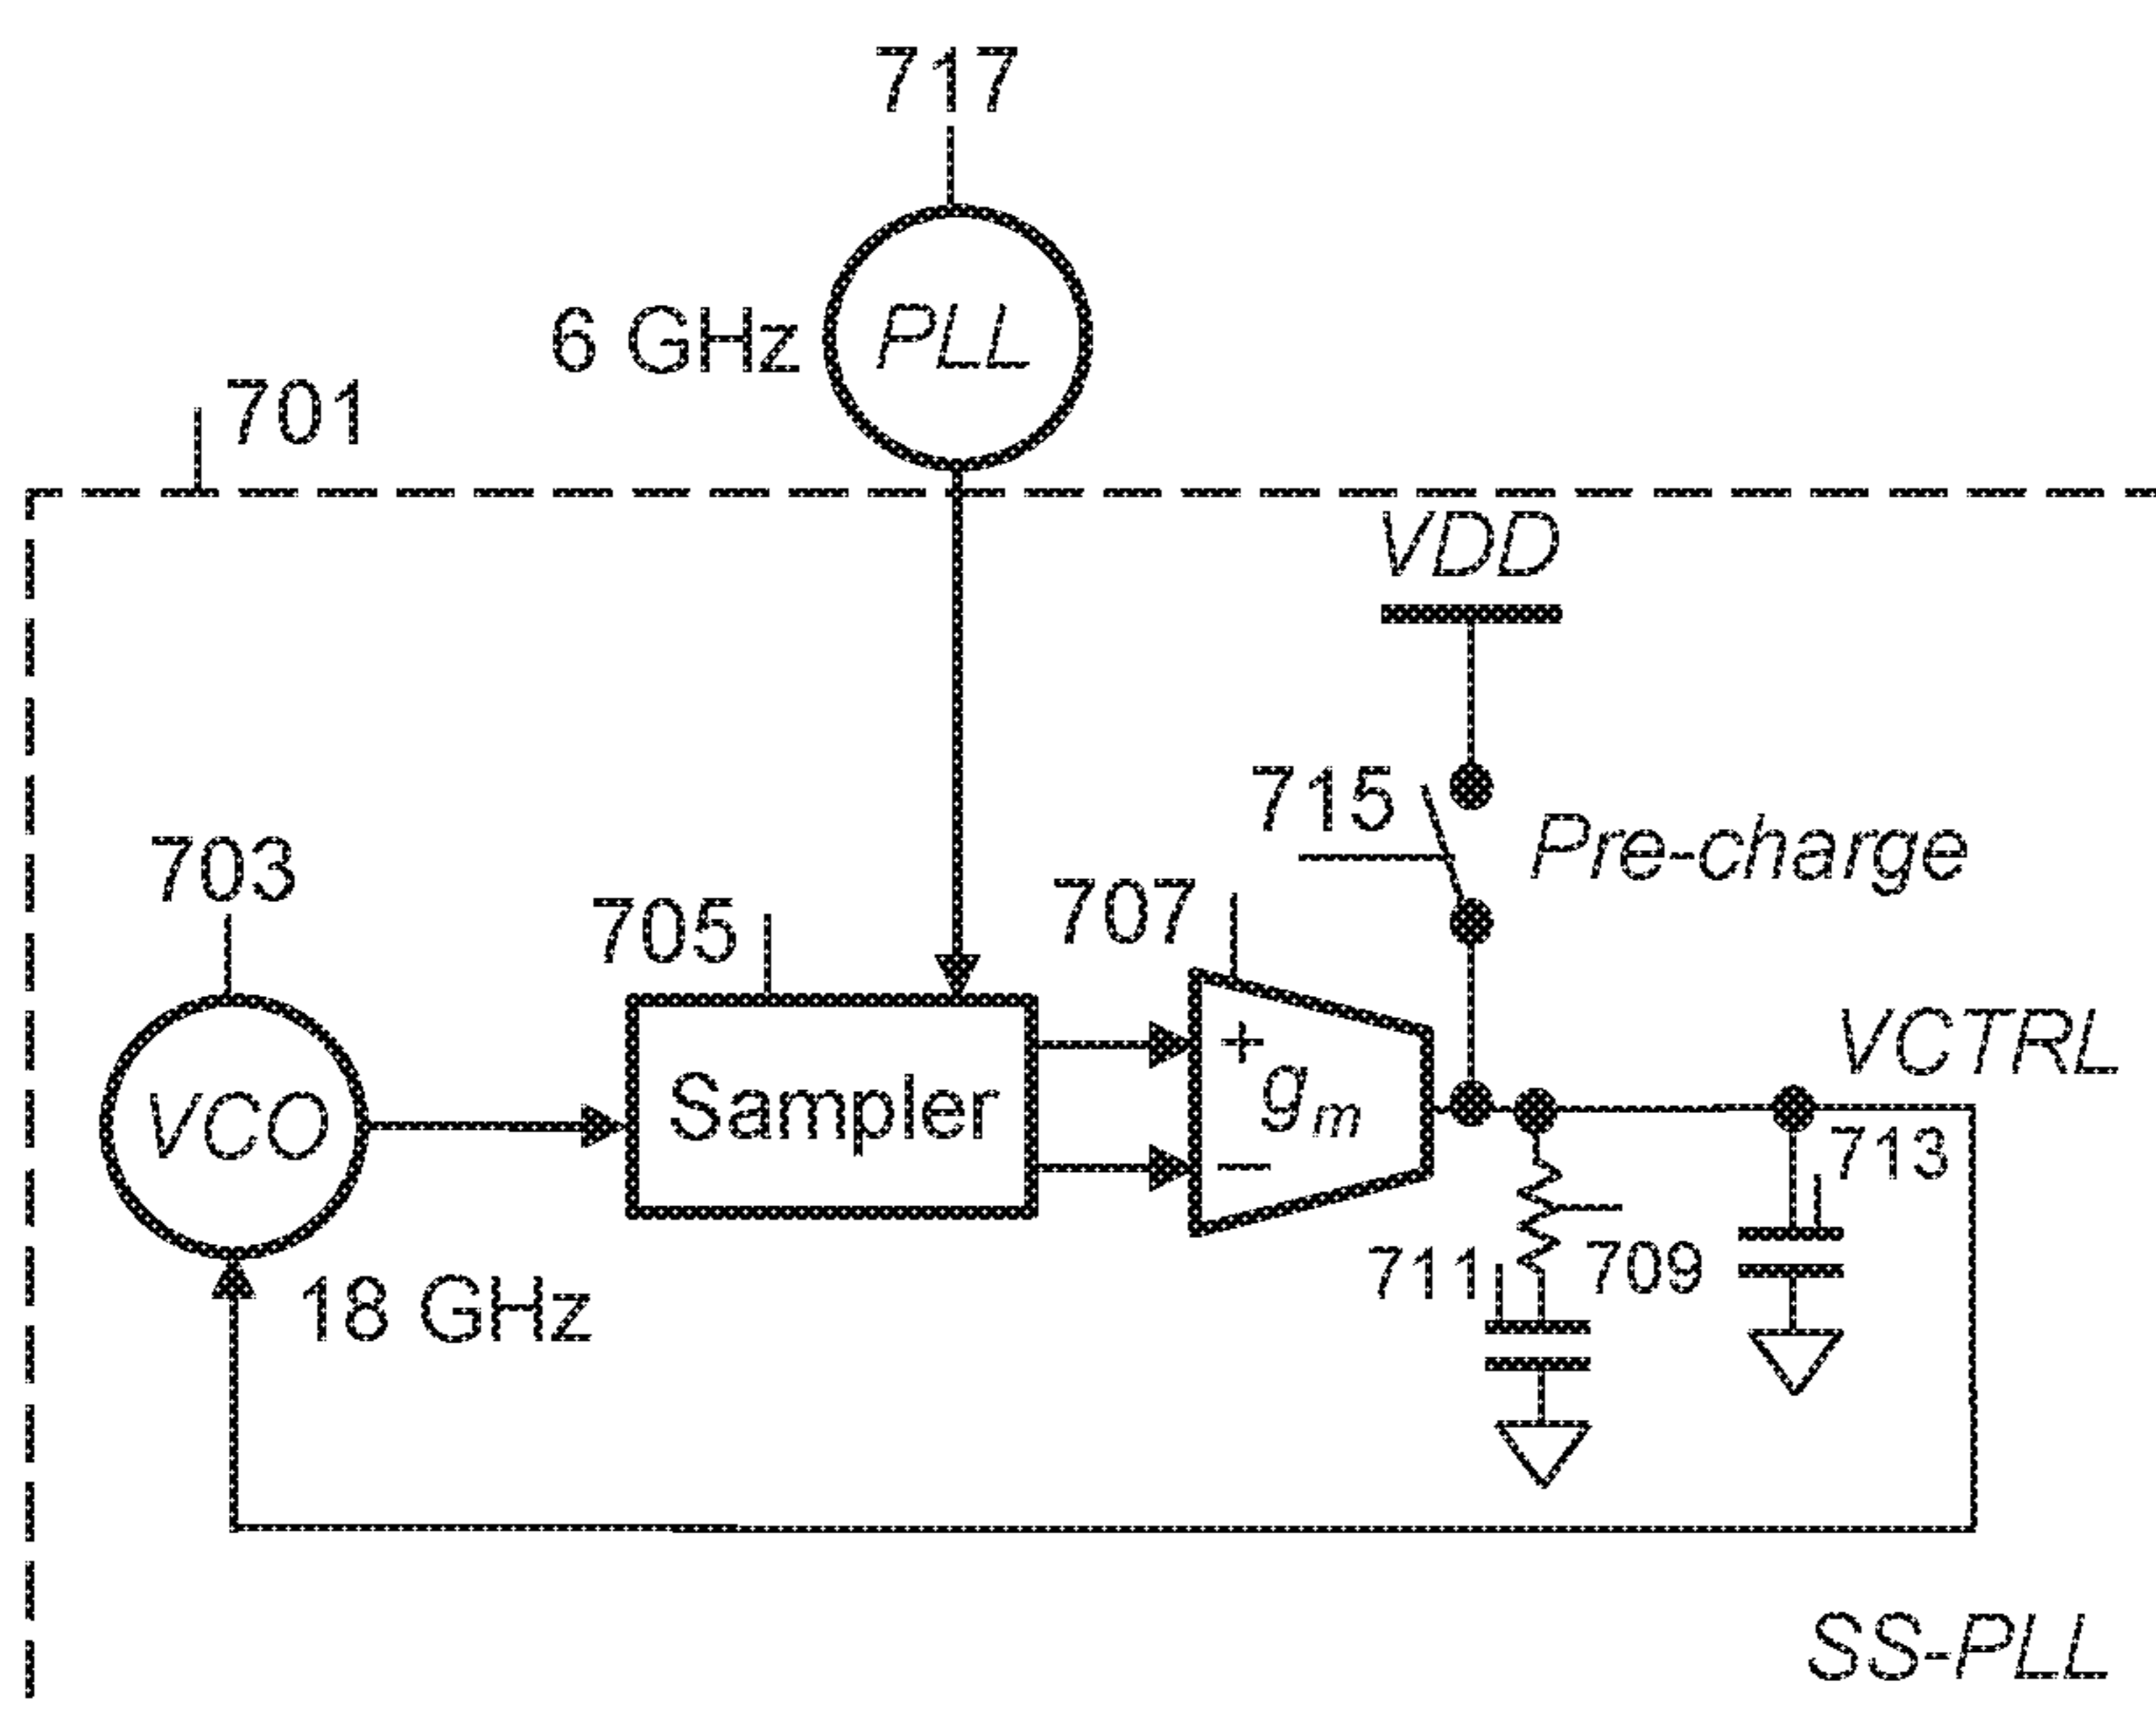 717
6 GHz
PLL
701
VDD
715
Pre-charge
703
705
707
VCO
Sampler
+
gm
−
VCTRL
713
711
709
18 GHz
SS-PLL